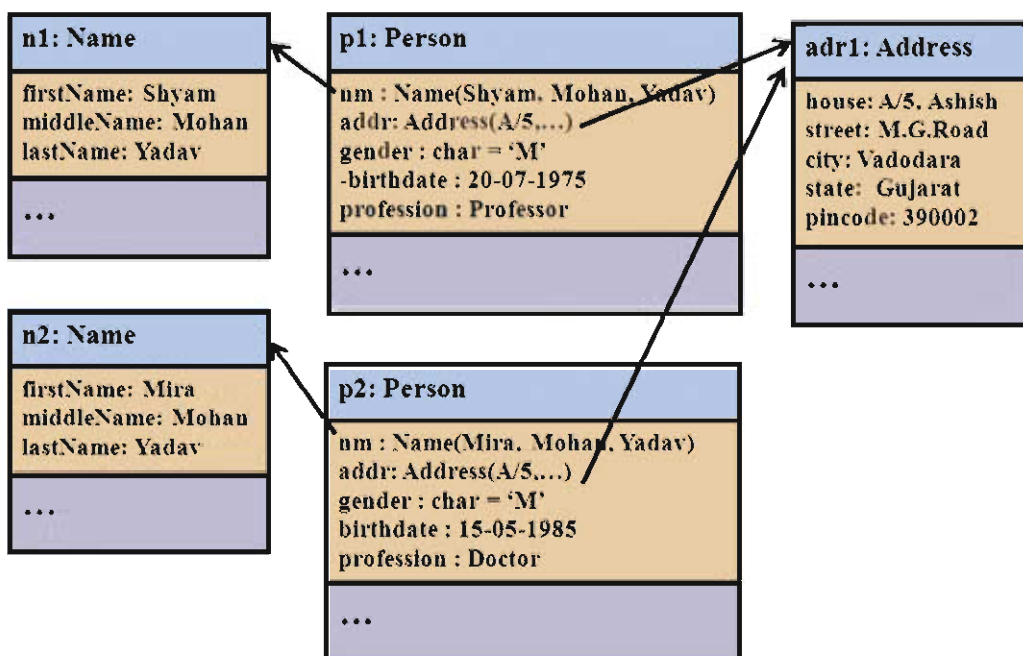 n1: Name
firstName: Shyam
middleName: Mohan
lastName: Yadav
...
p1: Person
nm : Name(Shyam, Mohan, Yadav)
addr: Address(A/5,...)
gender : char = ‘M’
-birthdate : 20-07-1975
profession : Professor
...
adr1: Address
house: A/5, Ashish
street: M.G.Road
city: Vadodara
state: Gujarat
pincode: 390002
...
n2: Name
firstName: Mira
middleName: Mohan
lastName: Yadav
...
p2: Person
nm : Name(Mira, Mohan, Yadav)
addr: Address(A/5,...)
gender : char = ‘M’
birthdate : 15-05-1985
profession : Doctor
...